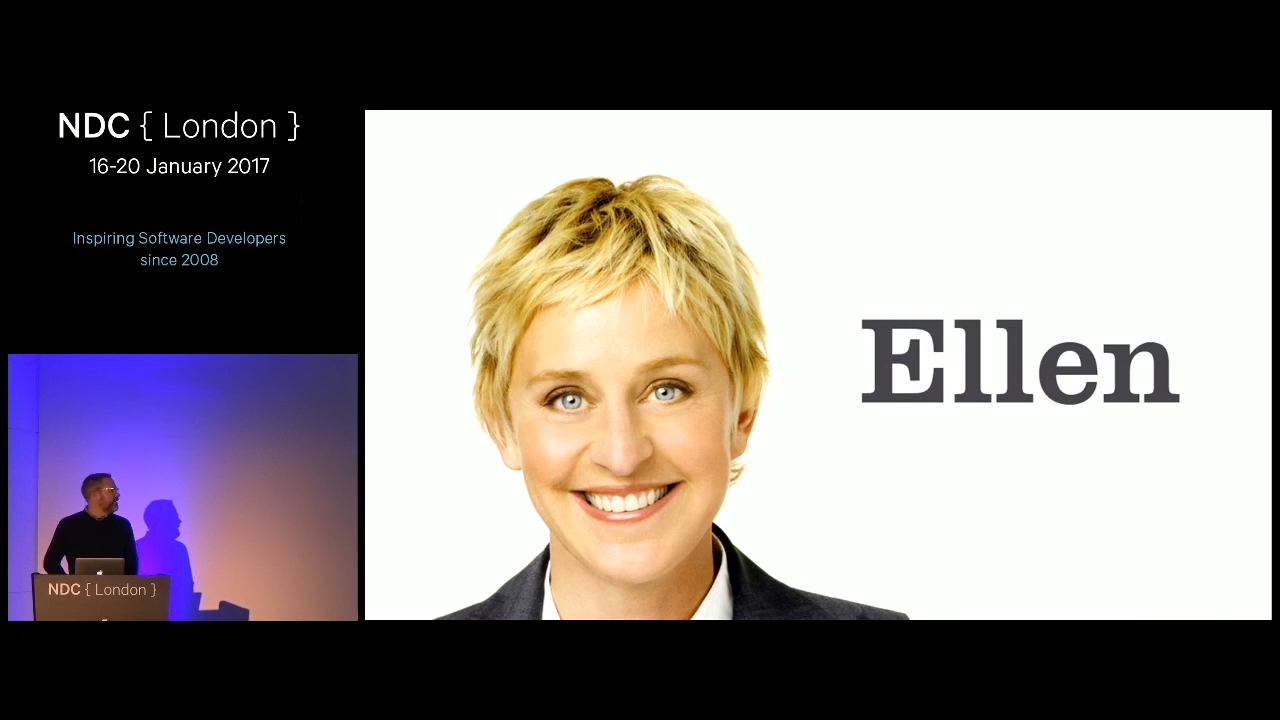 NDC { London }
16-20 January 2017
Inspiring Software Developers
since 2008
Ellen
NDC { London }